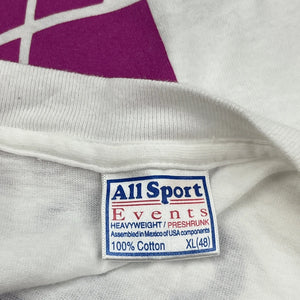 All Sport
Events
HEAVYWEIGHT / PRESHRUNK
Assembled in Mexico of USA components
100% Cotton XL (48)